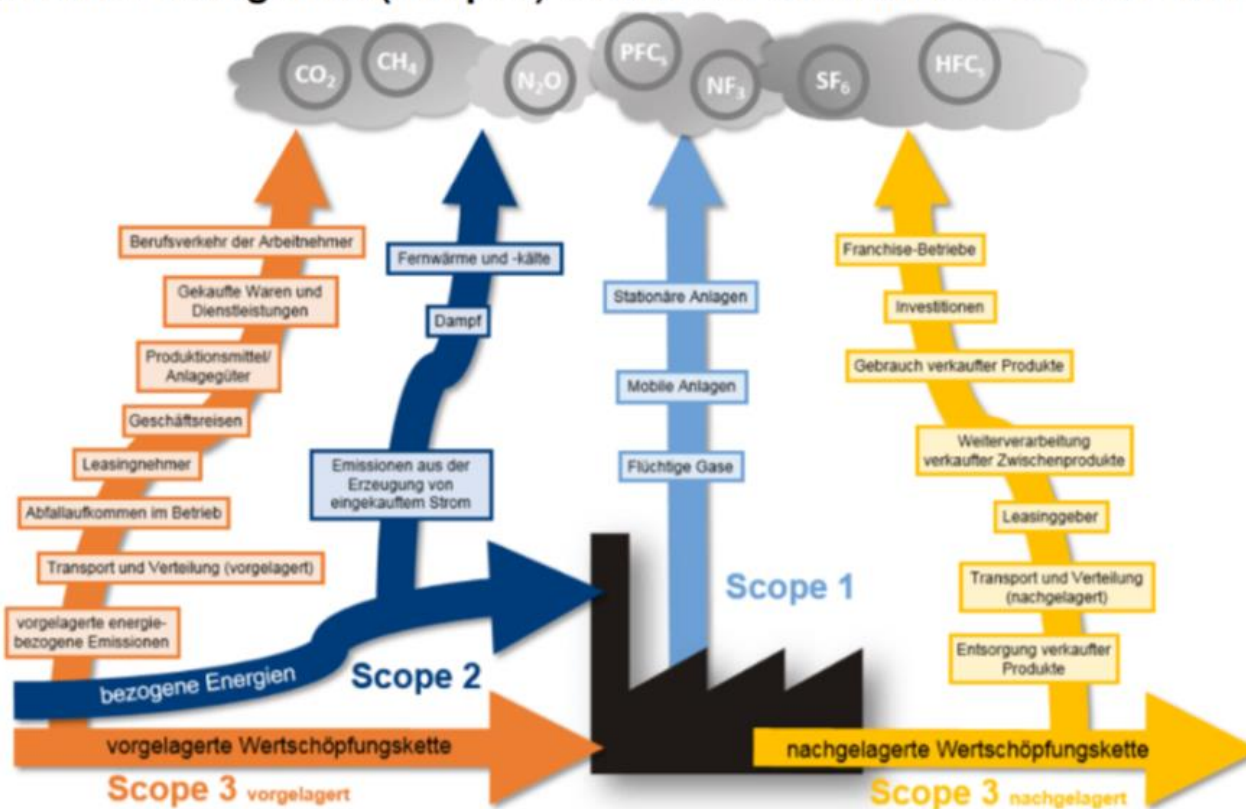 CO₂
CH₄
N₂O
PFCₛ
NF₃
SF₆
HFCₛ
Berufsverkehr der Arbeitnehmer
Gekaufte Waren und
Dienstleistungen
Produktionsmittel/
Anlagegüter
Geschäftsreisen
Leasingnehmer
Abfallaufkommen im Betrieb
Transport und Verteilung (vorgelagert)
vorgelagerte energie-
bezogene Emissionen
Fernwärme und -kälte
Dampf
Emissionen aus der
Erzeugung von
eingekauftem Strom
Stationäre Anlagen
Mobile Anlagen
Flüchtige Gase
Franchise-Betriebe
Investitionen
Gebrauch verkaufter Produkte
Weiterverarbeitung
verkaufter Zwischenprodukte
Leasinggeber
Transport und Verteilung
(nachgelagert)
Entsorgung verkaufter
Produkte
Scope 1
Scope 2
bezogene Energien
vorgelagerte Wertschöpfungskette
nachgelagerte Wertschöpfungskette
Scope 3 vorgelagert
Scope 3 nachgelagert